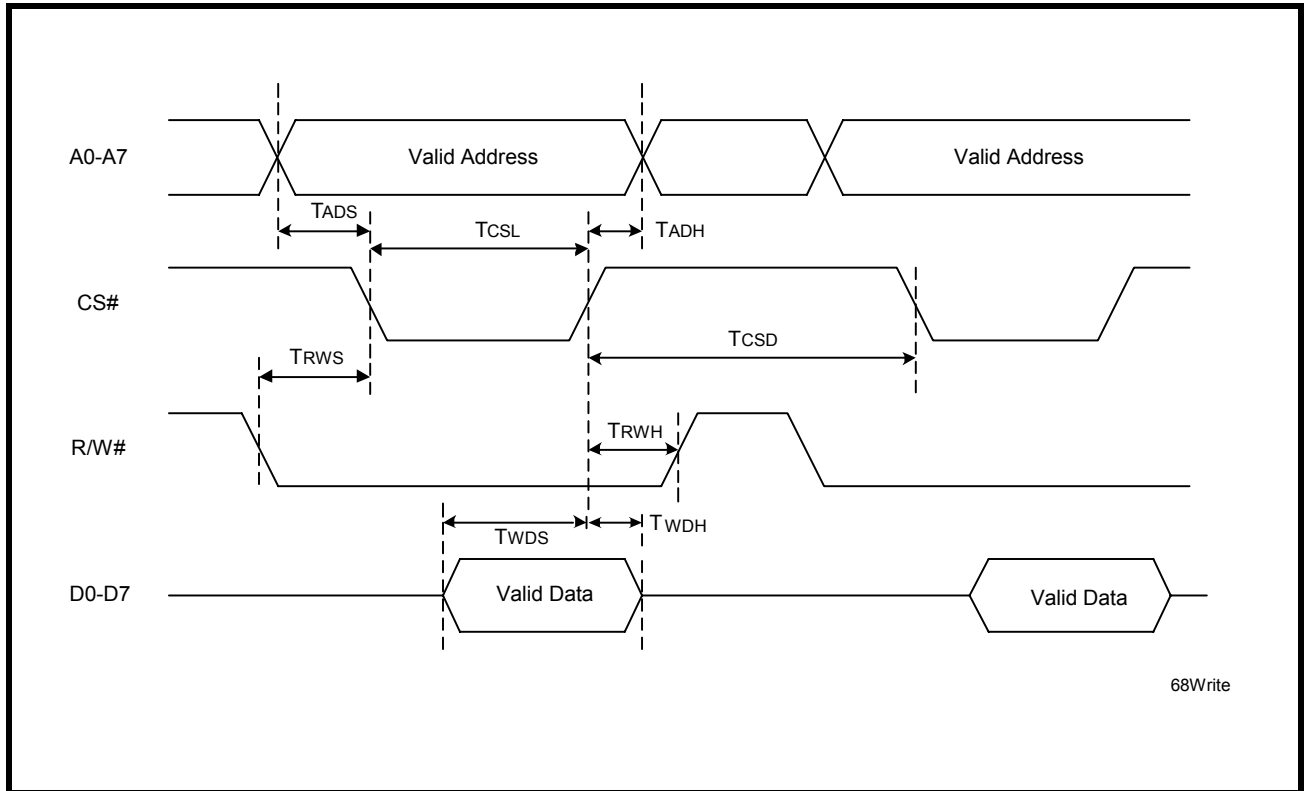 A0-A7
Valid Address
Valid Address
TADS
TCSL
TADH
CS#
TRWS
TCSD
R/W#
TRWH
TWDS
TWDH
D0-D7
Valid Data
Valid Data
68Write